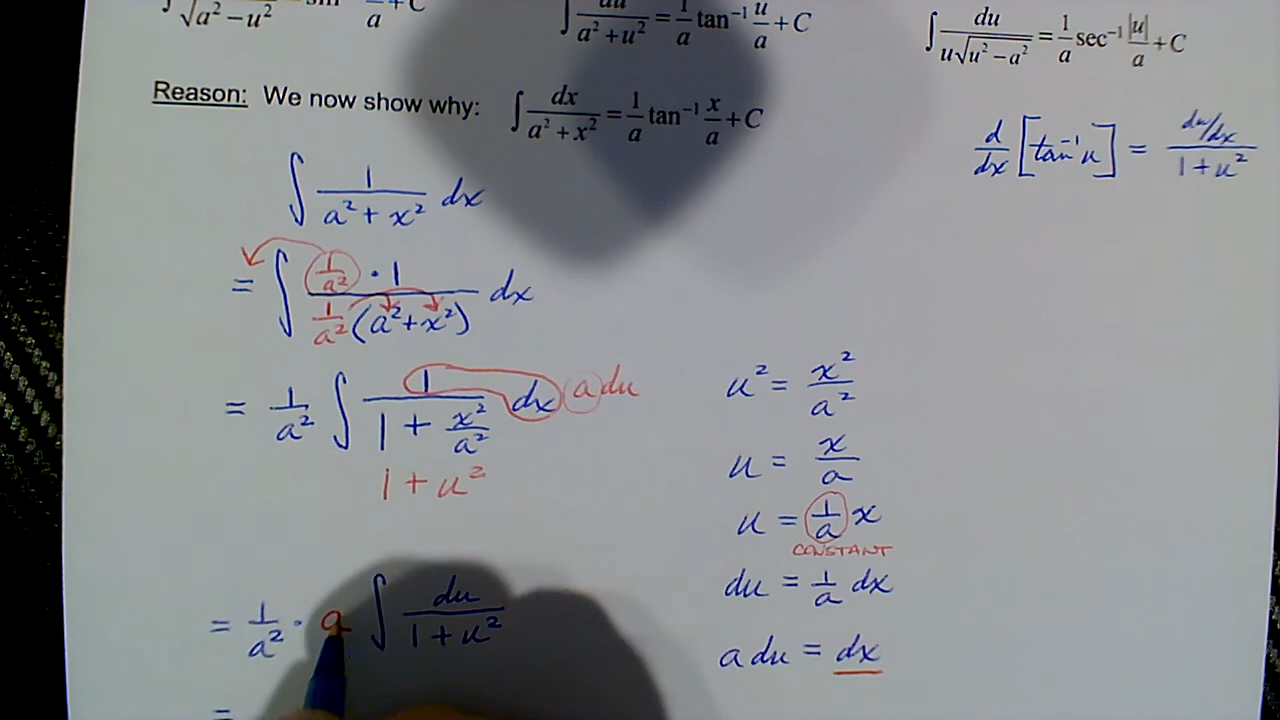 ∫ √a² − u² sin a + C
∫ du / (a² + u²) = 1/a tan⁻¹ u/a + C
∫ du / (u√(u² − a²)) = 1/a sec⁻¹ |u|/a + C
Reason: We now show why: ∫ dx / (a² + x²) = 1/a tan⁻¹ x/a + C
d/dx [tan⁻¹ u] = (du/dx) / (1 + u²)
∫ 1 / (a² + x²) dx
= ∫ (1/a² · 1) / (1/a² (a² + x²)) dx
= 1/a² ∫ 1 / (1 + x²/a²) dx a du
1 + u²
= 1/a² · a ∫ du / (1 + u²)
=
u² = x²/a²
u = x/a
u = 1/a x
CONSTANT
du = 1/a dx
a du = dx